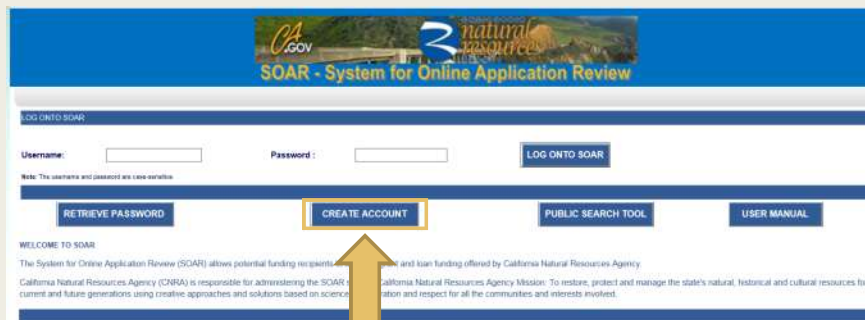 CA.GOV
natural resources
SOAR - System for Online Application Review
LOG ONTO SOAR
Username: Password : LOG ONTO SOAR
Note: The username and password are case-sensitive.
RETRIEVE PASSWORD CREATE ACCOUNT PUBLIC SEARCH TOOL USER MANUAL
WELCOME TO SOAR
The System for Online Application Review (SOAR) allows potential funding recipients and loan funding offered by California Natural Resources Agency.
California Natural Resources Agency (CNRA) is responsible for administering the SOAR California Natural Resources Agency Mission: To restore, protect and manage the state's natural, historical and cultural resources for
current and future generations using creative approaches and solutions based on science and respect for all the communities and interests involved.